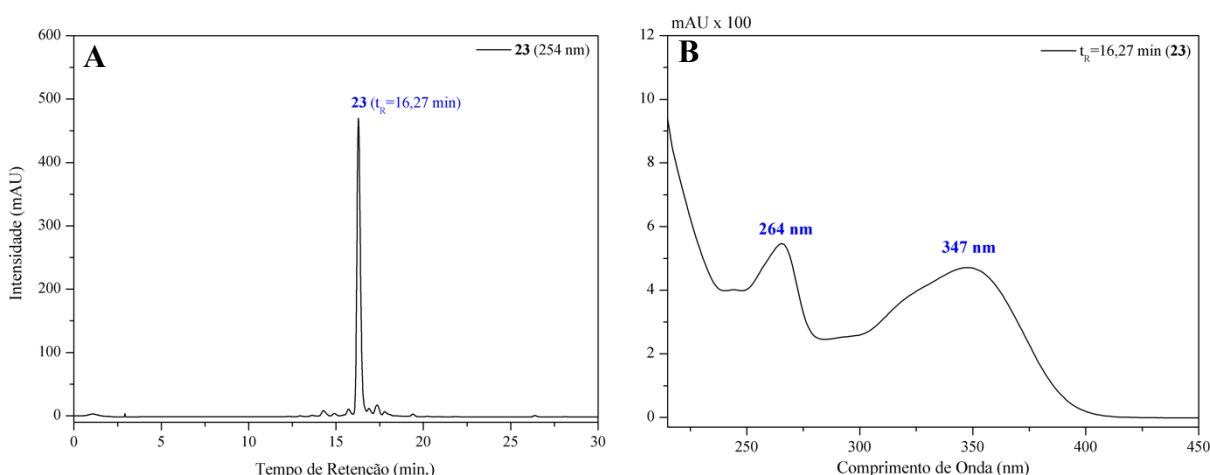 A
23 (254 nm)
23 (tR=16,27 min)
600
500
400
300
200
100
0
Intensidade (mAU)
0
5
10
15
20
25
30
Tempo de Retenção (min.)
mAU x 100
B
tR=16,27 min (23)
264 nm
347 nm
12
10
8
6
4
2
0
250
300
350
400
450
Comprimento de Onda (nm)